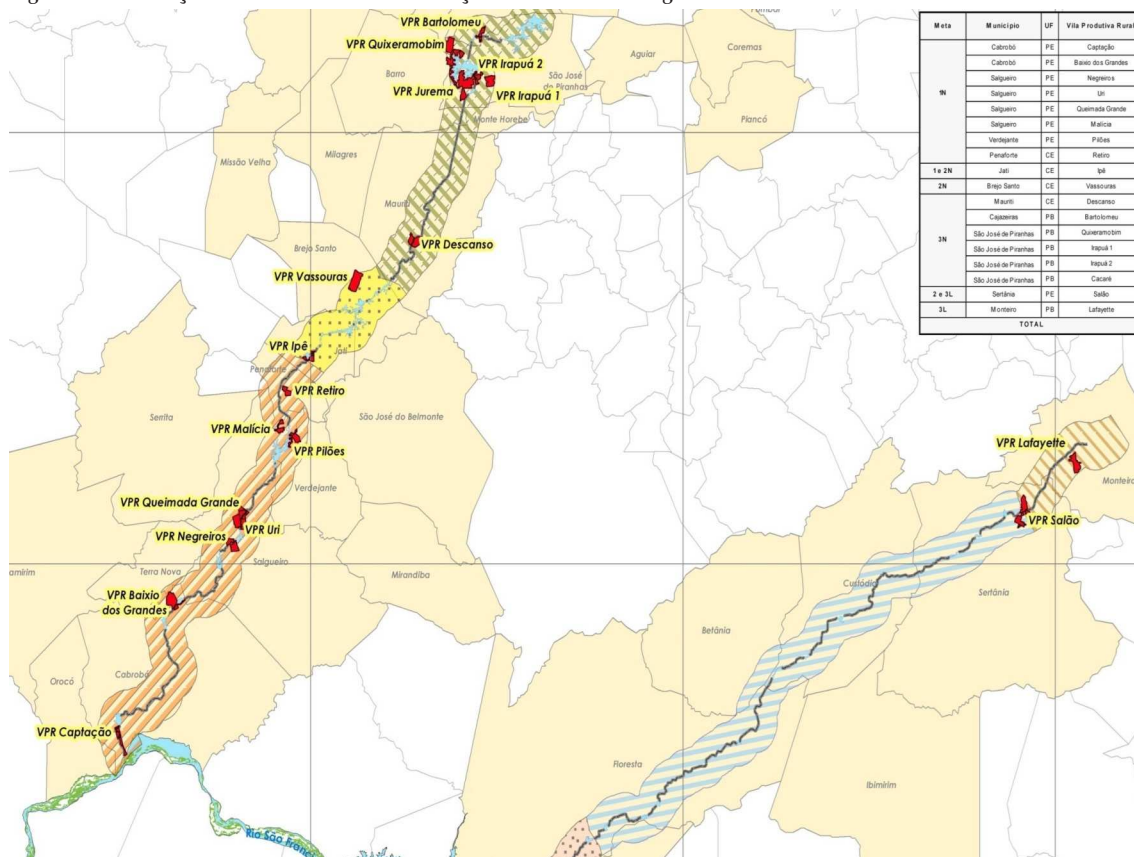 VPR Bartolomeu
VPR Quixeramobim
VPR Irapuá 2
VPR Jurema
VPR Irapuá 1
Barro
São José
de Piranhas
Monte Horebe
Aguiar
Coremas
Piancó
Missão Velha
Milagres
Mauriti
Brejo Santo
VPR Descanso
VPR Vassouras
VPR Ipê
Jati
Penaforte
VPR Retiro
Serrita
São José do Belmonte
VPR Malícia
VPR Pilões
Verdejante
VPR Queimada Grande
VPR Uri
VPR Negreiros
Salgueiro
Terra Nova
Mirandiba
VPR Baixio
dos Grandes
Orocó
Cabrobó
VPR Captação
VPR Lafayette
Monteiro
VPR Salão
Custódia
Sertânia
Betânia
Floresta
Ibimirim
Rio São Franc
Meta Município UF Vila Produtiva Rural
1N
Cabrobó PE Captação
Cabrobó PE Baixio dos Grandes
Salgueiro PE Negreiros
Salgueiro PE Uri
Salgueiro PE Queimada Grande
Salgueiro PE Malícia
Verdejante PE Pilões
Penaforte CE Retiro
1 e 2N Jati CE Ipê
2N Brejo Santo CE Vassouras
3N
Mauriti CE Descanso
Cajazeiras PB Bartolomeu
São José de Piranhas PB Quixeramobim
São José de Piranhas PB Irapuá 1
São José de Piranhas PB Irapuá 2
São José de Piranhas PB Cacaré
2 e 3L Sertânia PE Salão
3L Monteiro PB Lafayette
TOTAL